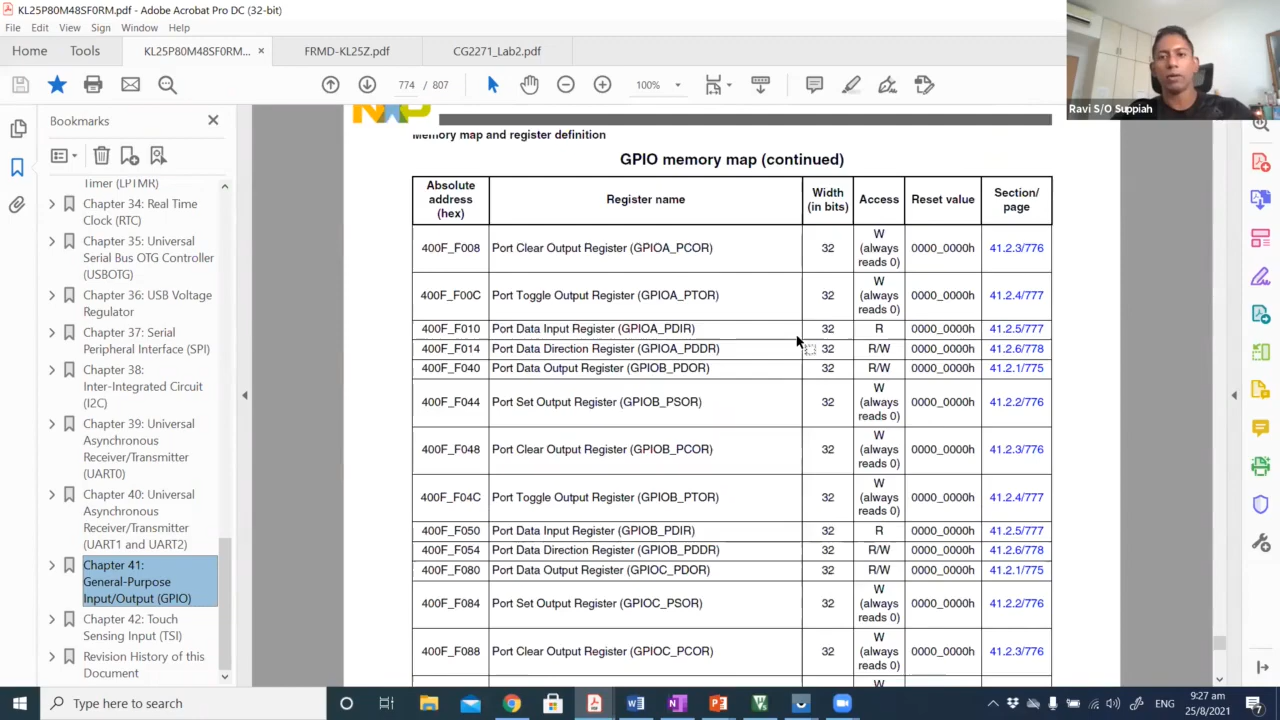 KL25P80M48SF0RM.pdf - Adobe Acrobat Pro DC (32-bit)
File Edit View Sign Window Help
Home Tools KL25P80M48SF0RM... × FRMD-KL25Z.pdf CG2271_Lab2.pdf
774 / 807 100%
Ravi S/O Suppiah
Bookmarks
Timer (LPTMR)
Chapter 34: Real Time
Clock (RTC)
Chapter 35: Universal
Serial Bus OTG Controller
(USBOTG)
Chapter 36: USB Voltage
Regulator
Chapter 37: Serial
Peripheral Interface (SPI)
Chapter 38:
Inter-Integrated Circuit
(I2C)
Chapter 39: Universal
Asynchronous
Receiver/Transmitter
(UART0)
Chapter 40: Universal
Asynchronous
Receiver/Transmitter
(UART1 and UART2)
Chapter 41:
General-Purpose
Input/Output (GPIO)
Chapter 42: Touch
Sensing Input (TSI)
Revision History of this
Document
NXP
Memory map and register definition
GPIO memory map (continued)
Absolute address (hex) Register name Width (in bits) Access Reset value Section/ page
400F_F008 Port Clear Output Register (GPIOA_PCOR) 32 W (always reads 0) 0000_0000h 41.2.3/776
400F_F00C Port Toggle Output Register (GPIOA_PTOR) 32 W (always reads 0) 0000_0000h 41.2.4/777
400F_F010 Port Data Input Register (GPIOA_PDIR) 32 R 0000_0000h 41.2.5/777
400F_F014 Port Data Direction Register (GPIOA_PDDR) 32 R/W 0000_0000h 41.2.6/778
400F_F040 Port Data Output Register (GPIOB_PDOR) 32 R/W 0000_0000h 41.2.1/775
400F_F044 Port Set Output Register (GPIOB_PSOR) 32 W (always reads 0) 0000_0000h 41.2.2/776
400F_F048 Port Clear Output Register (GPIOB_PCOR) 32 W (always reads 0) 0000_0000h 41.2.3/776
400F_F04C Port Toggle Output Register (GPIOB_PTOR) 32 W (always reads 0) 0000_0000h 41.2.4/777
400F_F050 Port Data Input Register (GPIOB_PDIR) 32 R 0000_0000h 41.2.5/777
400F_F054 Port Data Direction Register (GPIOB_PDDR) 32 R/W 0000_0000h 41.2.6/778
400F_F080 Port Data Output Register (GPIOC_PDOR) 32 R/W 0000_0000h 41.2.1/775
400F_F084 Port Set Output Register (GPIOC_PSOR) 32 W (always reads 0) 0000_0000h 41.2.2/776
400F_F088 Port Clear Output Register (GPIOC_PCOR) 32 W (always reads 0) 0000_0000h 41.2.3/776
W
Type here to search
ENG
9:27 am
25/8/2021
7